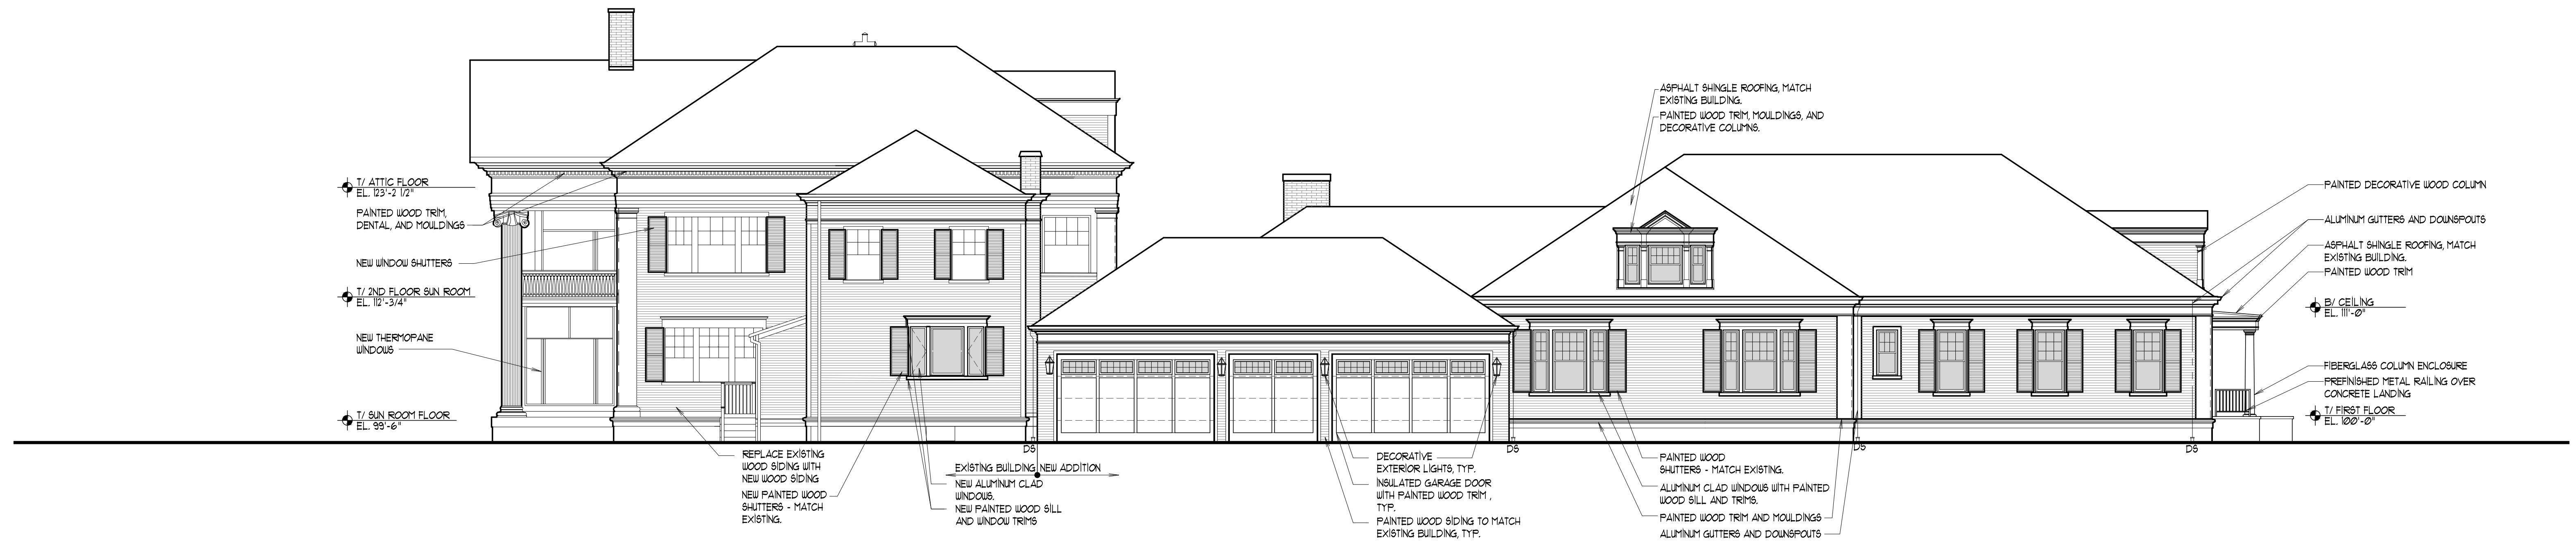 T/ ATTIC FLOOR
EL. 123'-2 1/2"
PAINTED WOOD TRIM,
DENTAL, AND MOULDINGS
NEW WINDOW SHUTTERS
T/ 2ND FLOOR SUN ROOM
EL. 112'-3/4"
NEW THERMOPANE
WINDOWS
T/ SUN ROOM FLOOR
EL. 99'-6"
REPLACE EXISTING
WOOD SIDING WITH
NEW WOOD SIDING
NEW PAINTED WOOD
SHUTTERS - MATCH
EXISTING.
EXISTING BUILDING
NEW ADDITION
NEW ALUMINUM CLAD
WINDOWS.
NEW PAINTED WOOD SILL
AND WINDOW TRIMS
DS
DECORATIVE
EXTERIOR LIGHTS, TYP.
INSULATED GARAGE DOOR
WITH PAINTED WOOD TRIM ,
TYP.
PAINTED WOOD SIDING TO MATCH
EXISTING BUILDING, TYP.
DS
ASPHALT SHINGLE ROOFING, MATCH
EXISTING BUILDING.
PAINTED WOOD TRIM, MOULDINGS, AND
DECORATIVE COLUMNS.
PAINTED WOOD
SHUTTERS - MATCH EXISTING.
ALUMINUM CLAD WINDOWS WITH PAINTED
WOOD SILL AND TRIMS.
PAINTED WOOD TRIM AND MOULDINGS
ALUMINUM GUTTERS AND DOWNSPOUTS
DS
DS
PAINTED DECORATIVE WOOD COLUMN
ALUMINUM GUTTERS AND DOWNSPOUTS
ASPHALT SHINGLE ROOFING, MATCH
EXISTING BUILDING.
PAINTED WOOD TRIM
B/ CEILING
EL. 111'-0"
FIBERGLASS COLUMN ENCLOSURE
PREFINISHED METAL RAILING OVER
CONCRETE LANDING
T/ FIRST FLOOR
EL. 100'-0"